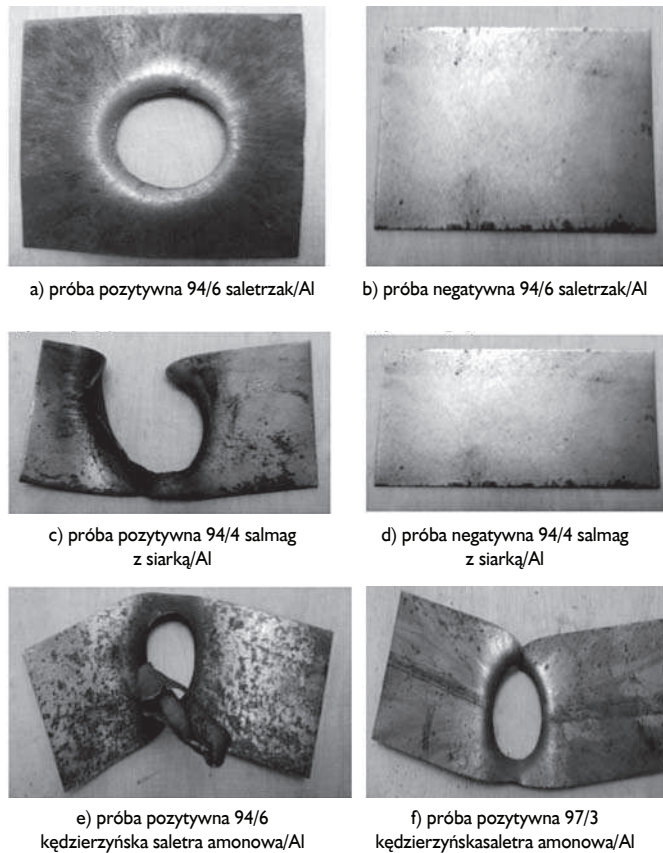 a) próba pozytywna 94/6 saletrzak/Al
b) próba negatywna 94/6 saletrzak/Al
c) próba pozytywna 94/4 salmag
z siarką/Al
d) próba negatywna 94/4 salmag
z siarką/Al
e) próba pozytywna 94/6
kędzierzyńska saletra amonowa/Al
f) próba pozytywna 97/3
kędzierzyńskasaletra amonowa/Al